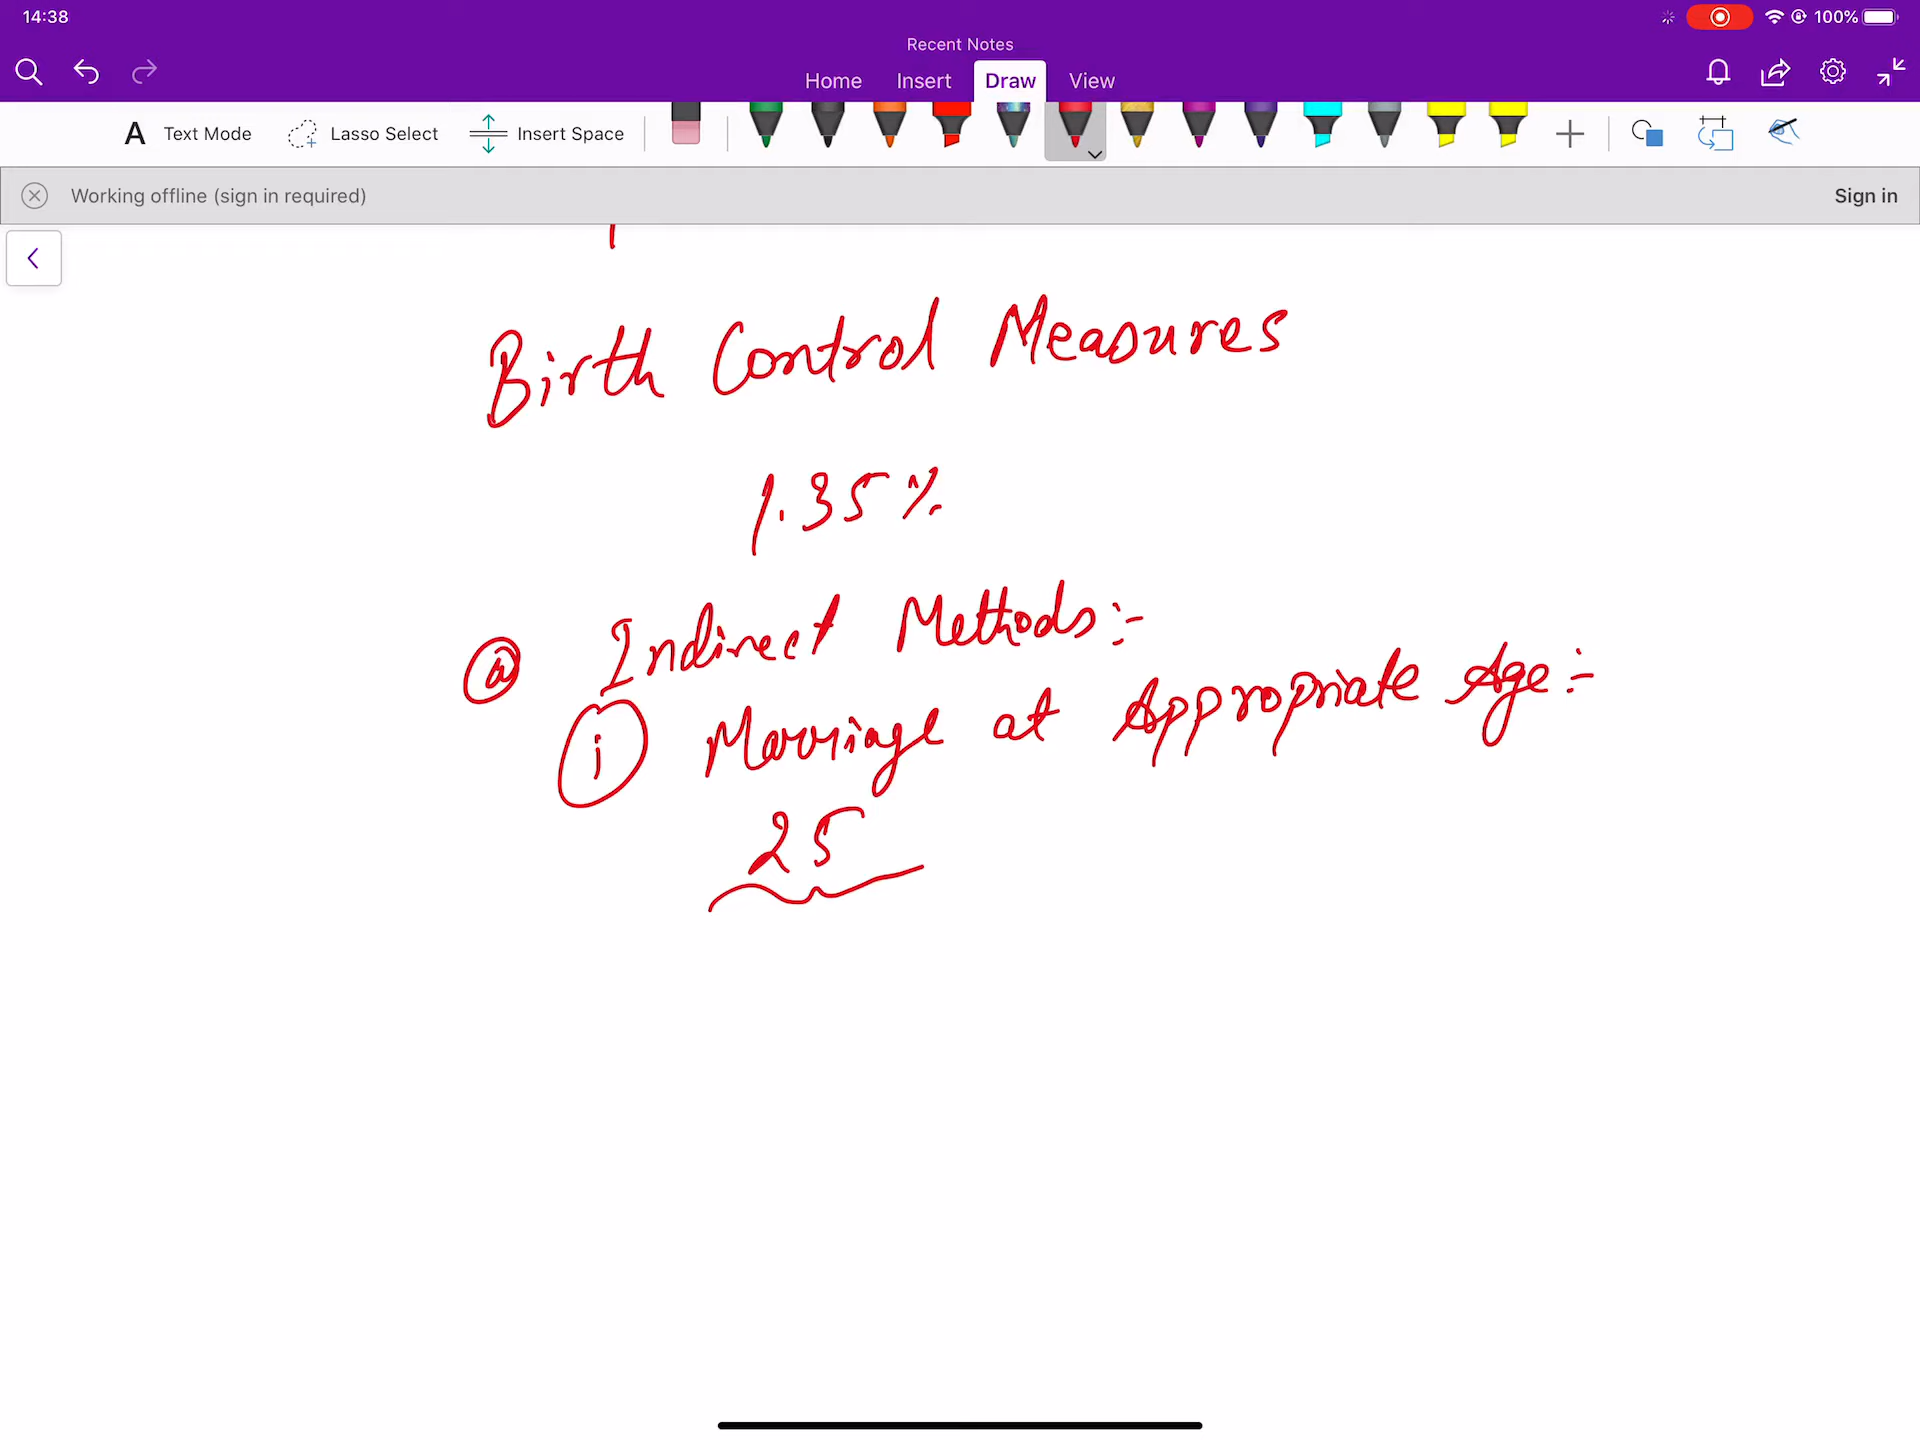 14:38
100%
Recent Notes
Home Insert Draw View
A Text Mode Lasso Select Insert Space
Working offline (sign in required) Sign in
Birth Control Measures
1.35%
(a) Indirect Methods:-
(i) Marriage at Appropriate Age:-
25